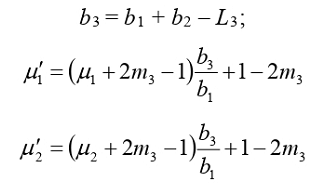 b₃ = b₁ + b₂ − L₃;
μ′₁ = (μ₁ + 2m₃ − 1) b₃/b₁ + 1 − 2m₃
μ′₂ = (μ₂ + 2m₃ − 1) b₃/b₁ + 1 − 2m₃